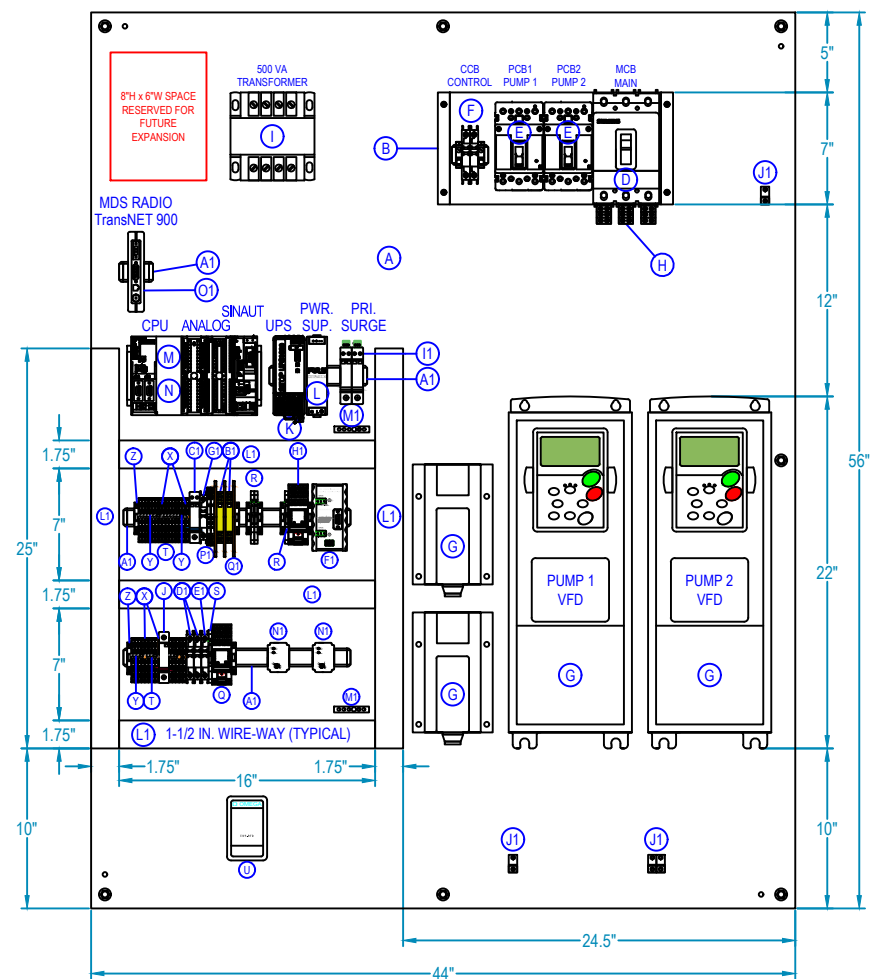 8"H x 6"W SPACE
RESERVED FOR
FUTURE
EXPANSION
500 VA
TRANSFORMER
I
CCB
CONTROL
PCB1
PUMP 1
PCB2
PUMP 2
MCB
MAIN
F
E
E
D
B
H
J1
5"
7"
12"
MDS RADIO
TransNET 900
A1
O1
A
CPU
ANALOG
SINAUT
UPS
PWR.
SUP.
PRI.
SURGE
M
N
K
L
I1
A1
M1
1.75"
Z
X
C1
G1
B1
L1
R
H1
7"
L1
L1
A1
Y
T
Y
P1
Q1
R
F1
25"
1.75"
L1
Z
X
J
D1
E1
S
N1
N1
7"
Y
T
Q
A1
M1
1.75"
L1
1-1/2 IN. WIRE-WAY (TYPICAL)
1.75"
1.75"
16"
G
G
PUMP 1
VFD
G
PUMP 2
VFD
G
22"
56"
10"
U
J1
J1
10"
24.5"
44"